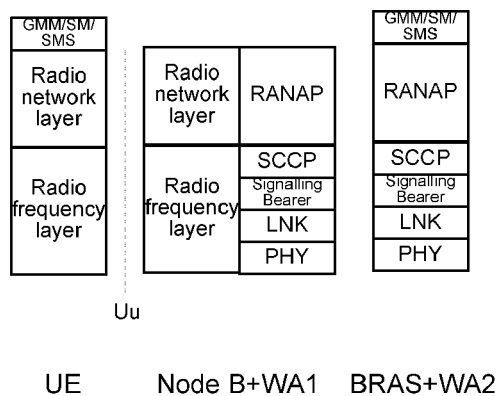 GMM/SM/
SMS
Radio
network
layer
Radio
frequency
layer
Uu
Radio
network
layer
RANAP
Radio
frequency
layer
SCCP
Signalling
Bearer
LNK
PHY
GMM/SM/
SMS
RANAP
SCCP
Signalling
Bearer
LNK
PHY
UE
Node B+WA1
BRAS+WA2